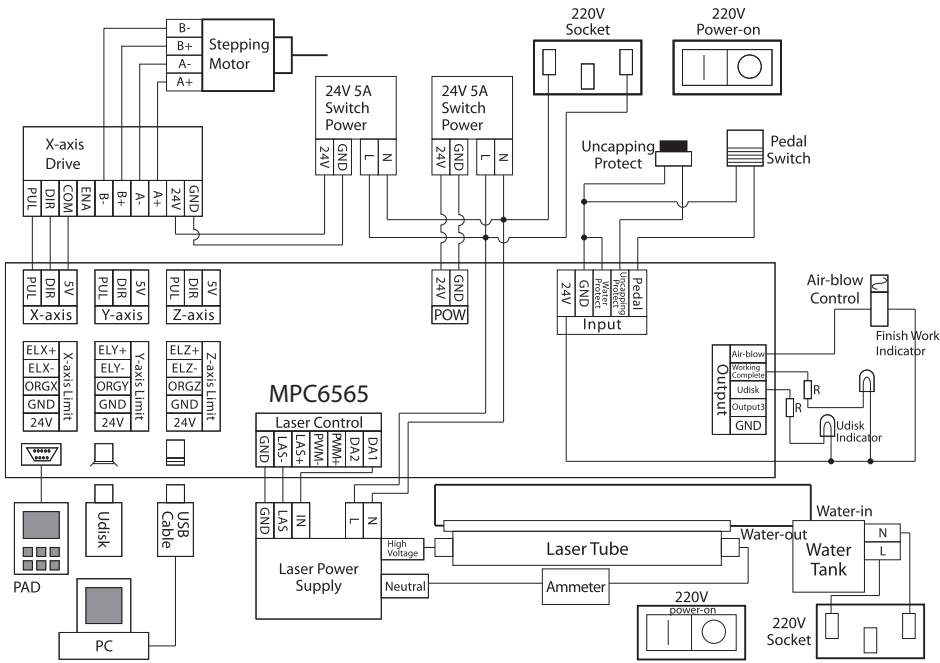 B-
B+
A-
A+
Stepping
Motor
24V 5A
Switch
Power
24V
GND
L
N
24V 5A
Switch
Power
24V
GND
L
N
220V
Socket
220V
Power-on
X-axis
Drive
PUL
DIR
COM
ENA
B-
B+
A-
A+
24V
GND
Uncapping
Protect
Pedal
Switch
PUL
DIR
5V
X-axis
PUL
DIR
5V
Y-axis
PUL
DIR
5V
Z-axis
24V
GND
POW
24V
GND
Water
Protect
Uncapping
Protect
Pedal
Input
Air-blow
Control
Finish Work
Indicator
ELX+
ELX-
ORGX
GND
24V
X-axis Limit
ELY+
ELY-
ORGY
GND
24V
Y-axis Limit
ELZ+
ELZ-
ORGZ
GND
24V
Z-axis Limit
Output
Air-blow
Working
Complete
Udisk
Output3
GND
R
R
Udisk
Indicator
MPC6565
Laser Control
GND
LAS-
LAS+
PWM-
PWM+
DA2
DA1
PAD
Udisk
USB
Cable
PC
GND
LAS
IN
L
N
Laser Power
Supply
High
Voltage
Neutral
Laser Tube
Ammeter
Water-in
Water-out
Water
Tank
N
L
220V
power-on
220V
Socket